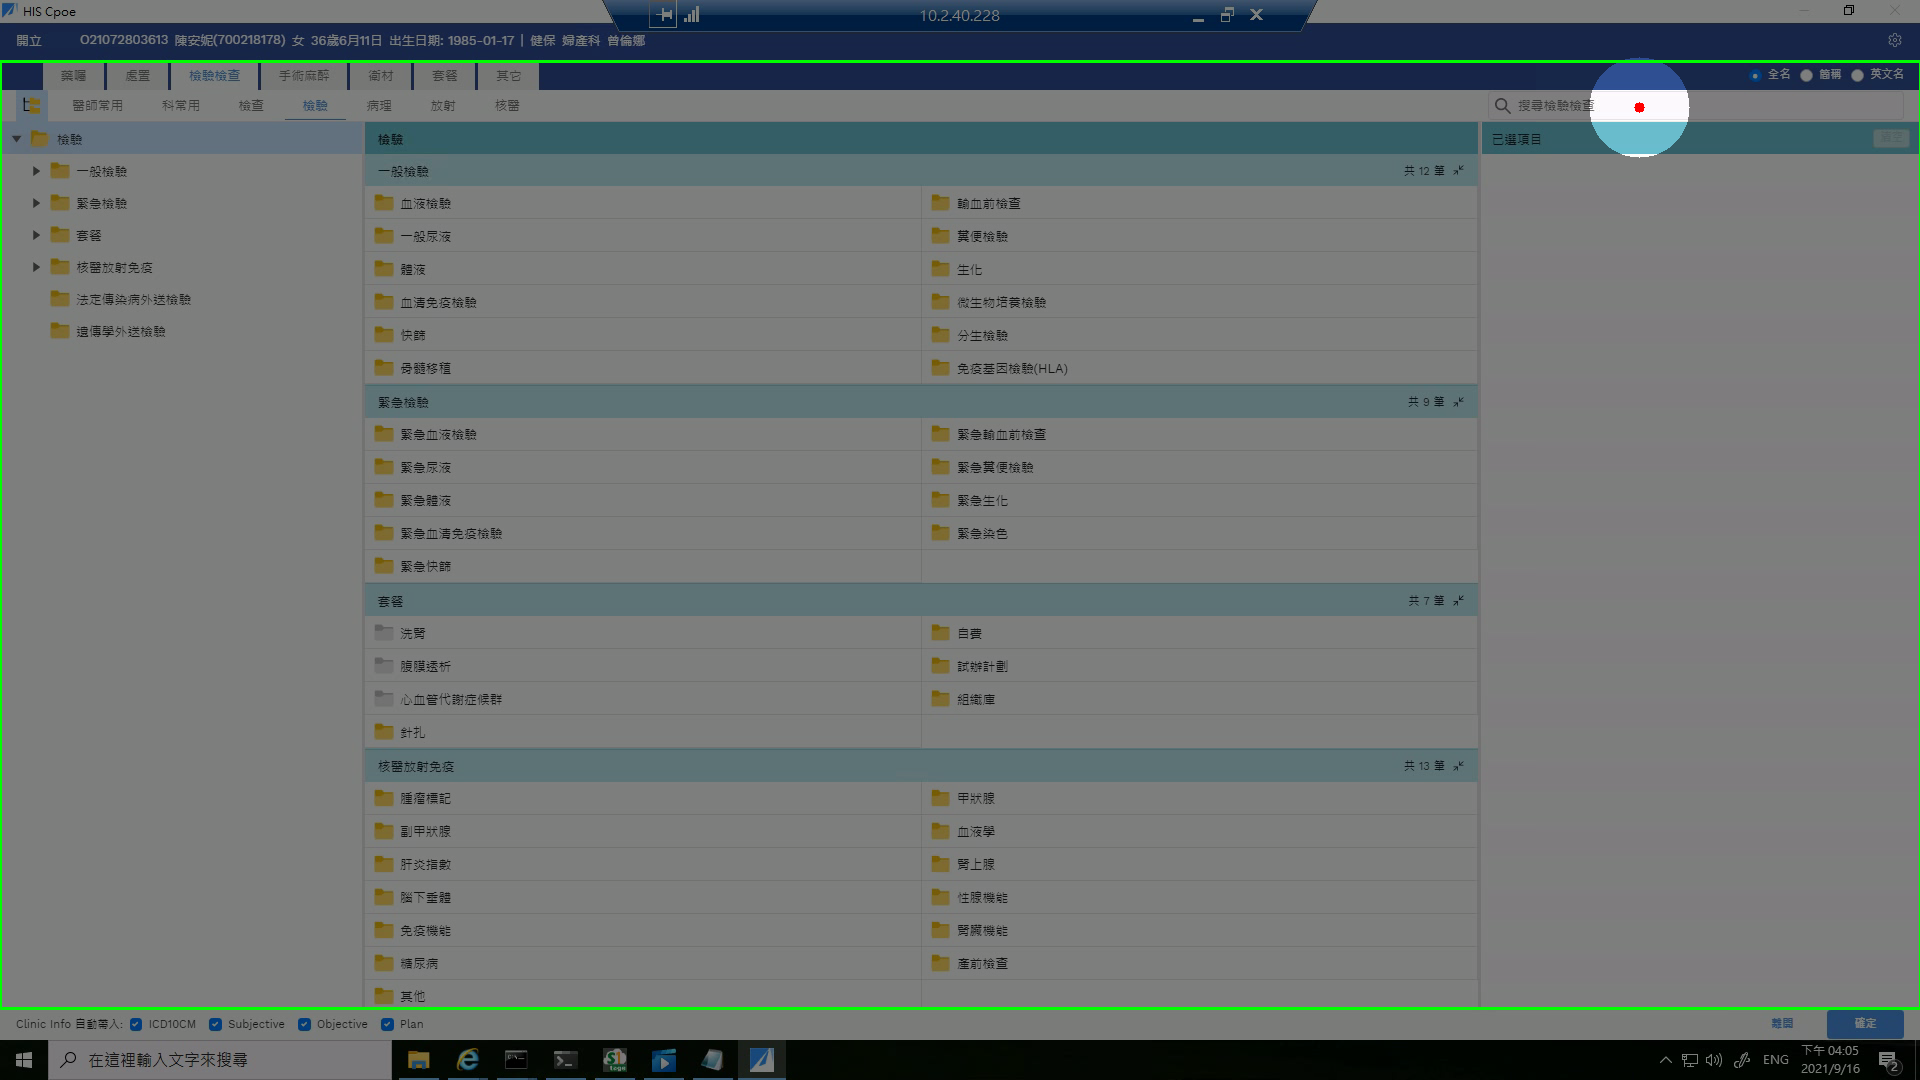 HIS Cpoe
10.2.40.228
開立 O21072803613 陳安妮(700218178) 女 36歲6月11日 出生日期: 1985-01-17 | 健保 婦產科 曾倫娜
藥囑 處置 檢驗檢查 手術麻醉 衛材 套餐 其它
全名 簡稱 英文名
醫師常用 科常用 檢查 檢驗 病理 放射 核醫
搜尋檢驗檢查
檢驗
一般檢驗
緊急檢驗
套餐
核醫放射免疫
法定傳染病外送檢驗
遺傳學外送檢驗
檢驗
已選項目
清空
一般檢驗 共 12 筆
血液檢驗 輸血前檢查
一般尿液 糞便檢驗
體液 生化
血清免疫檢驗 微生物培養檢驗
快篩 分生檢驗
骨髓移植 免疫基因檢驗(HLA)
緊急檢驗 共 9 筆
緊急血液檢驗 緊急輸血前檢查
緊急尿液 緊急糞便檢驗
緊急體液 緊急生化
緊急血清免疫檢驗 緊急染色
緊急快篩
套餐 共 7 筆
洗腎 自費
腹膜透析 試辦計劃
心血管代謝症候群 組織庫
針扎
核醫放射免疫 共 13 筆
腫瘤標記 甲狀腺
副甲狀腺 血液學
肝炎指數 腎上腺
腦下垂體 性腺機能
免疫機能 腎臟機能
糖尿病 產前檢查
其他
Clinic Info 自動帶入: ICD10CM Subjective Objective Plan
離開 確定
在這裡輸入文字來搜尋
ENG
下午 04:05
2021/9/16
2